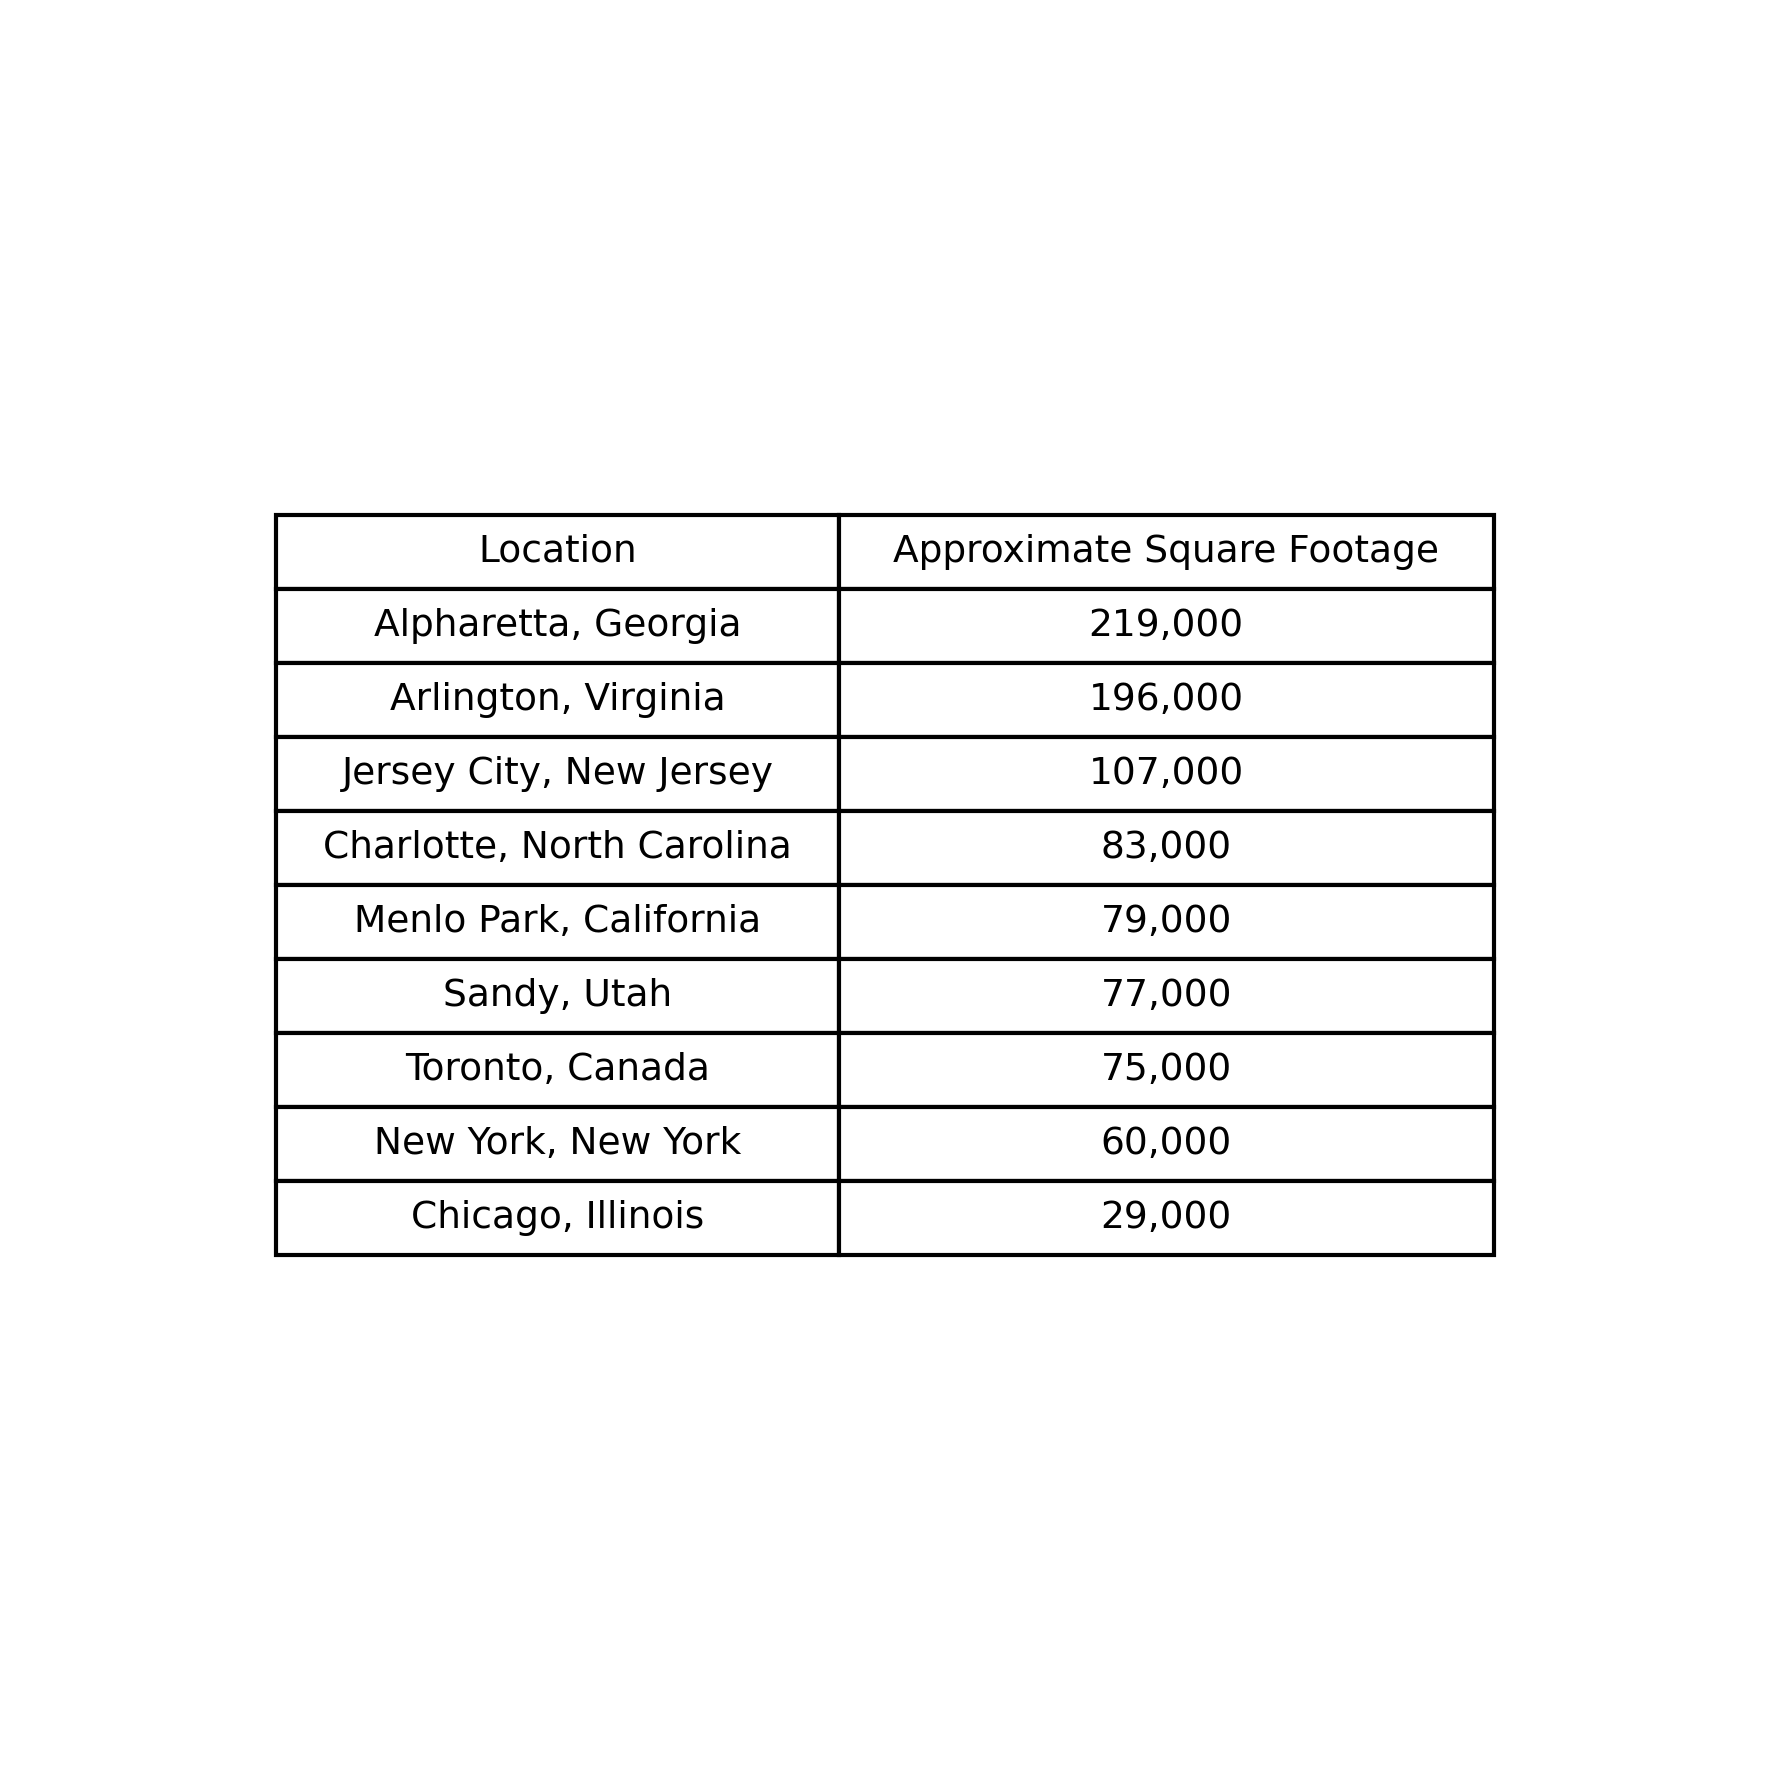 Location Approximate Square Footage
Alpharetta, Georgia 219,000
Arlington, Virginia 196,000
Jersey City, New Jersey 107,000
Charlotte, North Carolina 83,000
Menlo Park, California 79,000
Sandy, Utah 77,000
Toronto, Canada 75,000
New York, New York 60,000
Chicago, Illinois 29,000